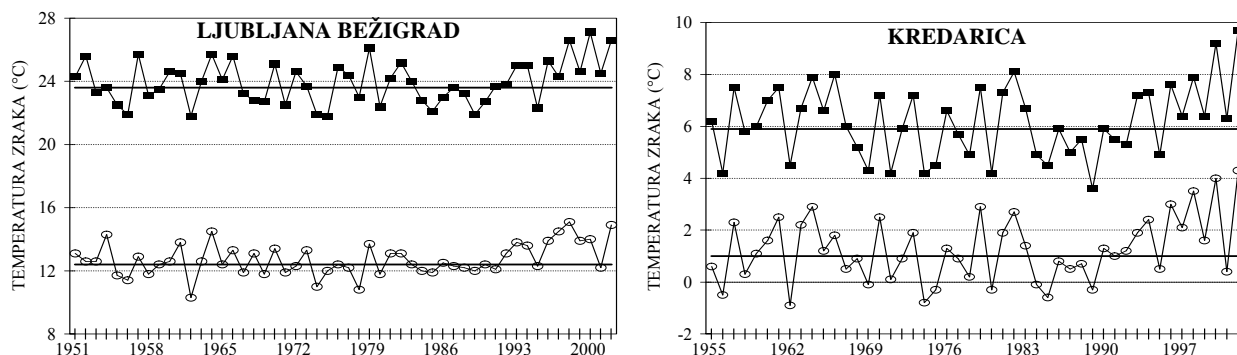 LJUBLJANA BEŽIGRAD
TEMPERATURA ZRAKA (°C)
28
24
20
16
12
8
1951 1958 1965 1972 1979 1986 1993 2000
KREDARICA
TEMPERATURA ZRAKA (°C)
10
8
6
4
2
0
-2
1955 1962 1969 1976 1983 1990 1997